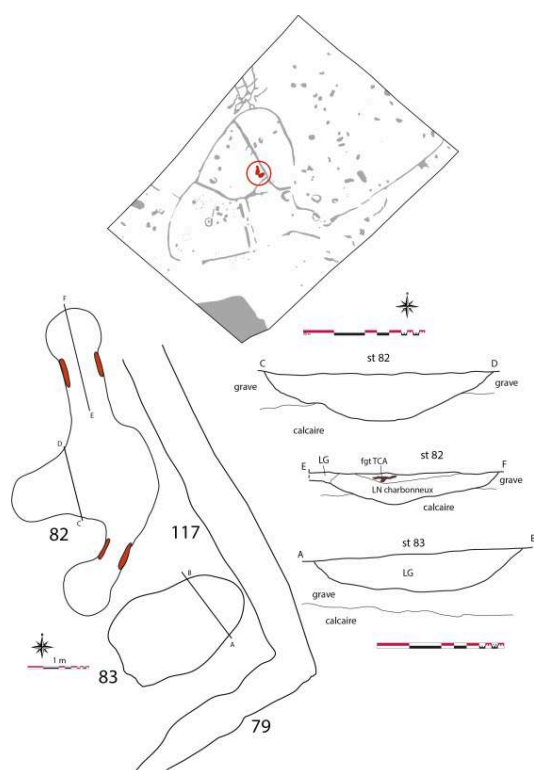 F
E
D
C
82
117
B
A
83
1 m
79
st 82
C
D
grave
grave
calcaire
st 82
E
LG
fgt TCA
F
grave
LN charbonneux
calcaire
st 83
A
B
LG
grave
calcaire